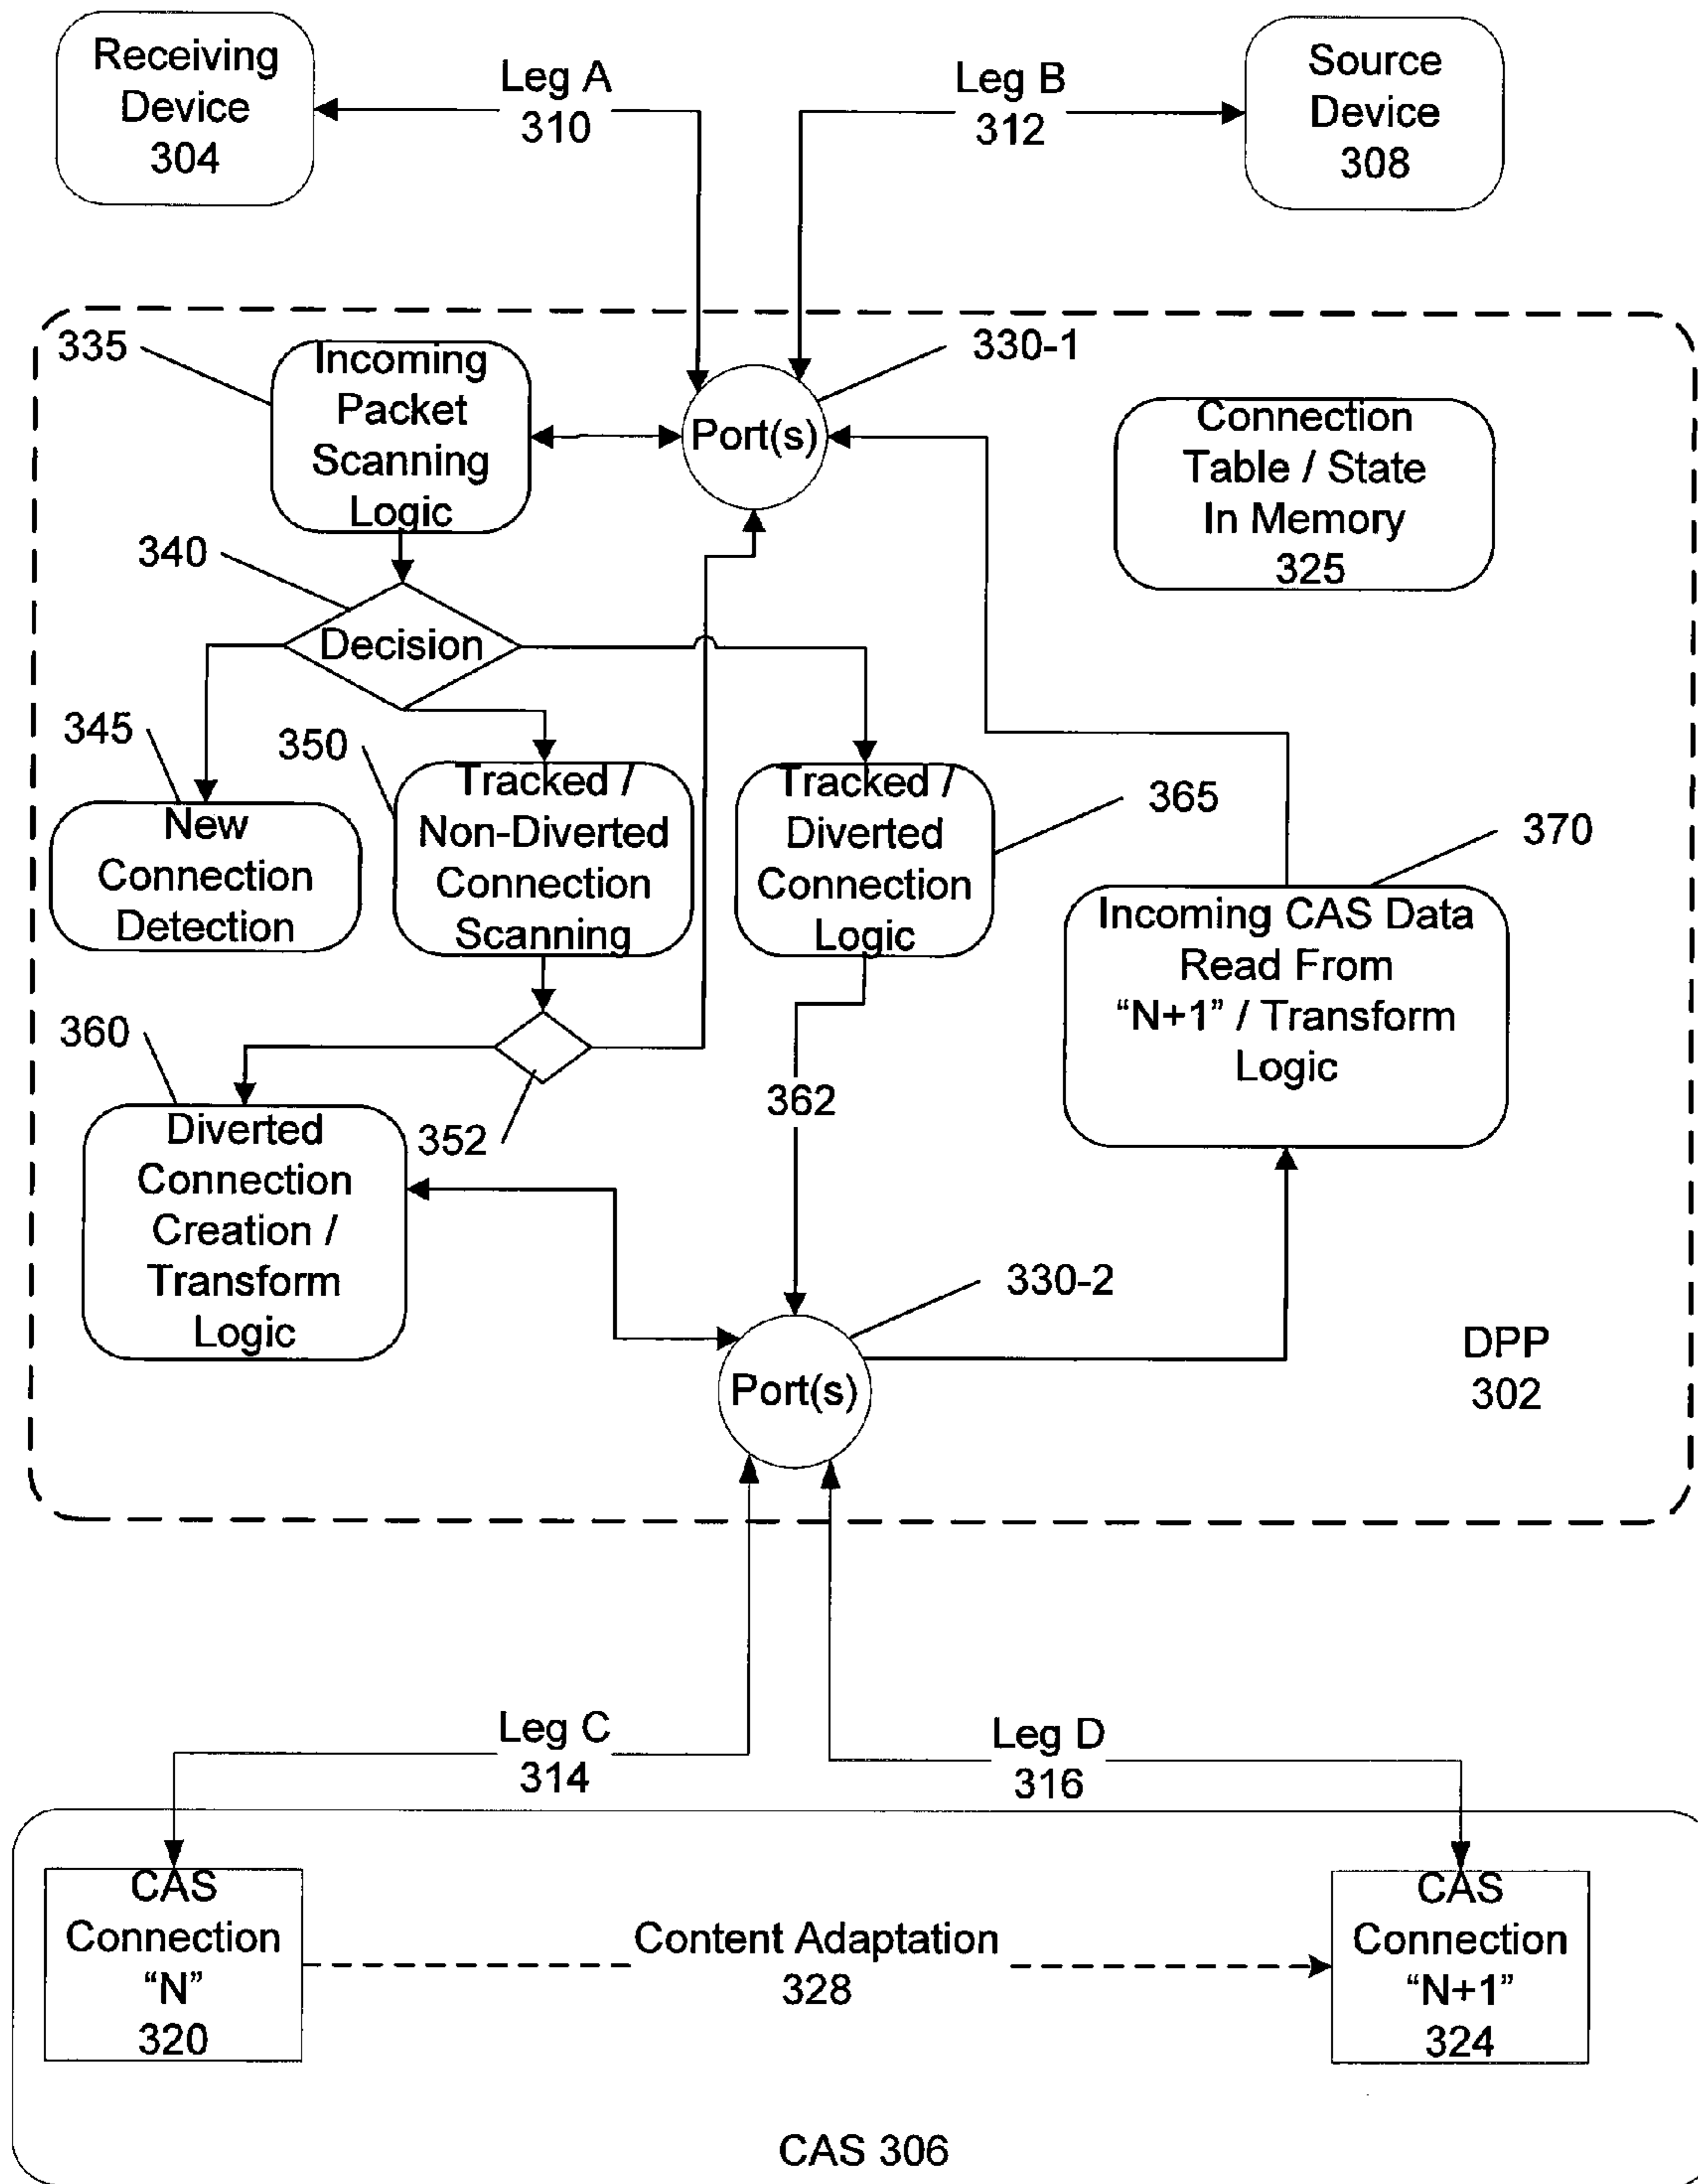 Receiving
Device
304
Leg A
310
Leg B
312
Source
Device
308
335
Incoming
Packet
Scanning
Logic
Port(s)
330-1
Connection
Table / State
In Memory
325
340
Decision
345
New
Connection
Detection
350
Tracked /
Non-Diverted
Connection
Scanning
Tracked /
Diverted
Connection
Logic
365
370
Incoming CAS Data
Read From
“N+1” / Transform
Logic
360
352
362
Diverted
Connection
Creation /
Transform
Logic
330-2
Port(s)
DPP
302
Leg C
314
Leg D
316
CAS
Connection
“N”
320
Content Adaptation
328
CAS
Connection
“N+1”
324
CAS 306